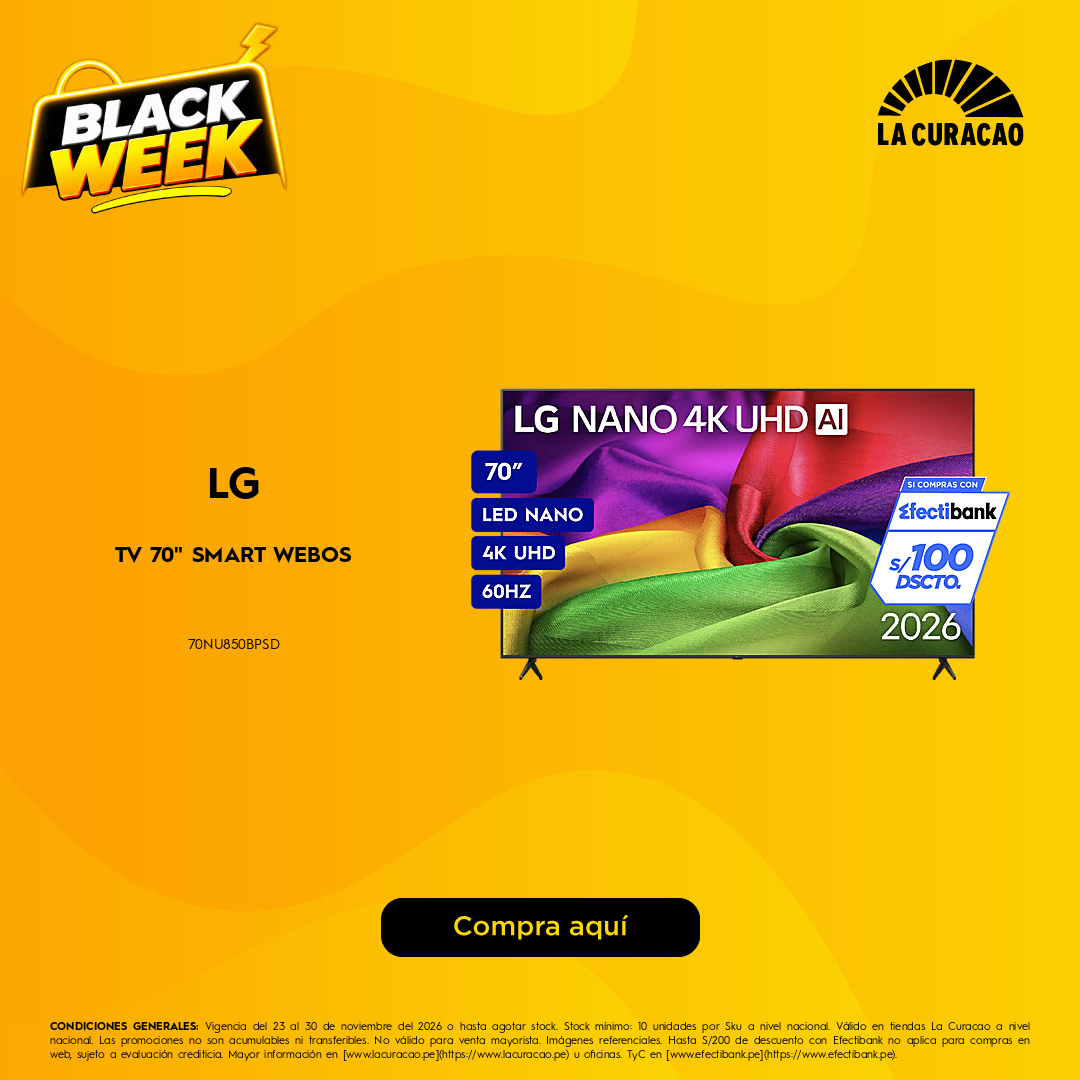 BLACK
WEEK
LA CURACAO
LG NANO 4K UHD AI
70”
LED NANO
4K UHD
60HZ
SI COMPRAS CON
Efectibank
S/100
DSCTO.
2026
LG
TV 70" SMART WEBOS
70NU850BPSD
Compra aquí
CONDICIONES GENERALES: Vigencia del 23 al 30 de noviembre del 2026 o hasta agotar stock. Stock mínimo: 10 unidades por Sku a nivel nacional. Válido en tiendas La Curacao a nivel
nacional. Las promociones no son acumulables ni transferibles. No válido para venta mayorista. Imágenes referenciales. Hasta S/200 de descuento con Efectibank no aplica para compras en
web, sujeto a evaluación crediticia. Mayor información en [www.lacuracao.pe](https://www.lacuracao.pe) u oficinas. TyC en [www.efectibank.pe](https://www.efectibank.pe).